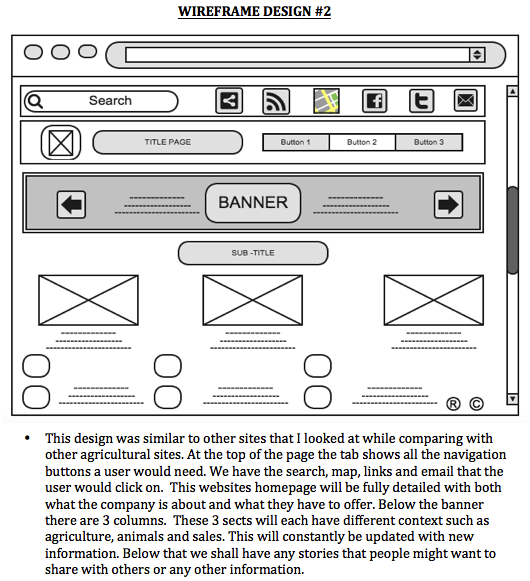 WIREFRAME DESIGN #2
Search
TITLE PAGE
Button 1 Button 2 Button 3
BANNER
SUB -TITLE
® ©
• This design was similar to other sites that I looked at while comparing with
other agricultural sites. At the top of the page the tab shows all the navigation
buttons a user would need. We have the search, map, links and email that the
user would click on.  This websites homepage will be fully detailed with both
what the company is about and what they have to offer. Below the banner
there are 3 columns.  These 3 sects will each have different context such as
agriculture, animals and sales. This will constantly be updated with new
information. Below that we shall have any stories that people might want to
share with others or any other information.